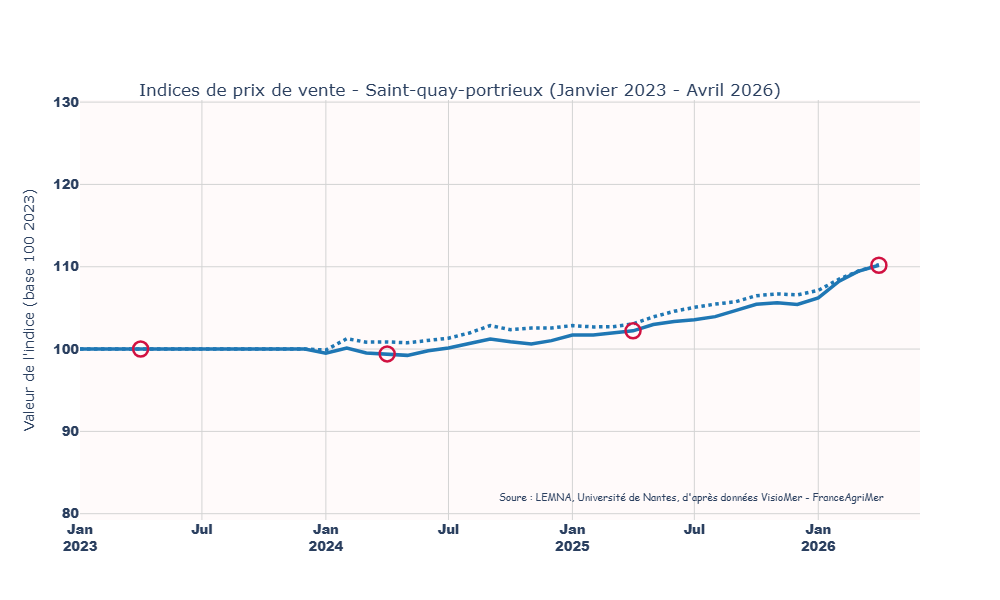 Indices de prix de vente - Saint-quay-portrieux (Janvier 2023 - Avril 2026)
Valeur de l'indice (base 100 2023)
130
120
110
100
90
80
Soure : LEMNA, Université de Nantes, d'après données VisioMer - FranceAgriMer
Jan Jul Jan Jul Jan Jul Jan
2023 2024 2025 2026